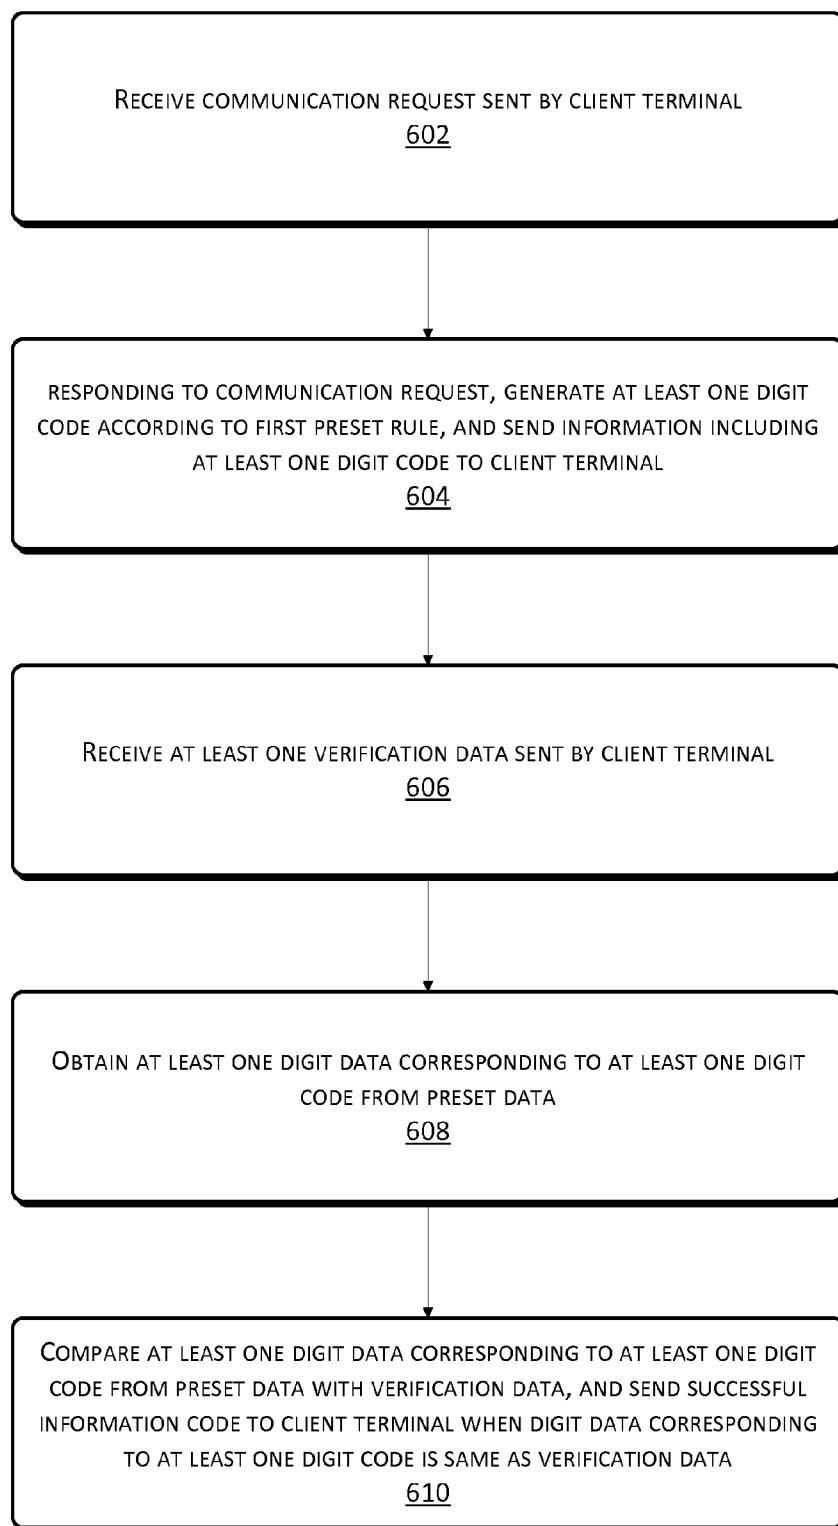 RECEIVE COMMUNICATION REQUEST SENT BY CLIENT TERMINAL
602
RESPONDING TO COMMUNICATION REQUEST, GENERATE AT LEAST ONE DIGIT
CODE ACCORDING TO FIRST PRESET RULE, AND SEND INFORMATION INCLUDING
AT LEAST ONE DIGIT CODE TO CLIENT TERMINAL
604
RECEIVE AT LEAST ONE VERIFICATION DATA SENT BY CLIENT TERMINAL
606
OBTAIN AT LEAST ONE DIGIT DATA CORRESPONDING TO AT LEAST ONE DIGIT
CODE FROM PRESET DATA
608
COMPARE AT LEAST ONE DIGIT DATA CORRESPONDING TO AT LEAST ONE DIGIT
CODE FROM PRESET DATA WITH VERIFICATION DATA, AND SEND SUCCESSFUL
INFORMATION CODE TO CLIENT TERMINAL WHEN DIGIT DATA CORRESPONDING
TO AT LEAST ONE DIGIT CODE IS SAME AS VERIFICATION DATA
610